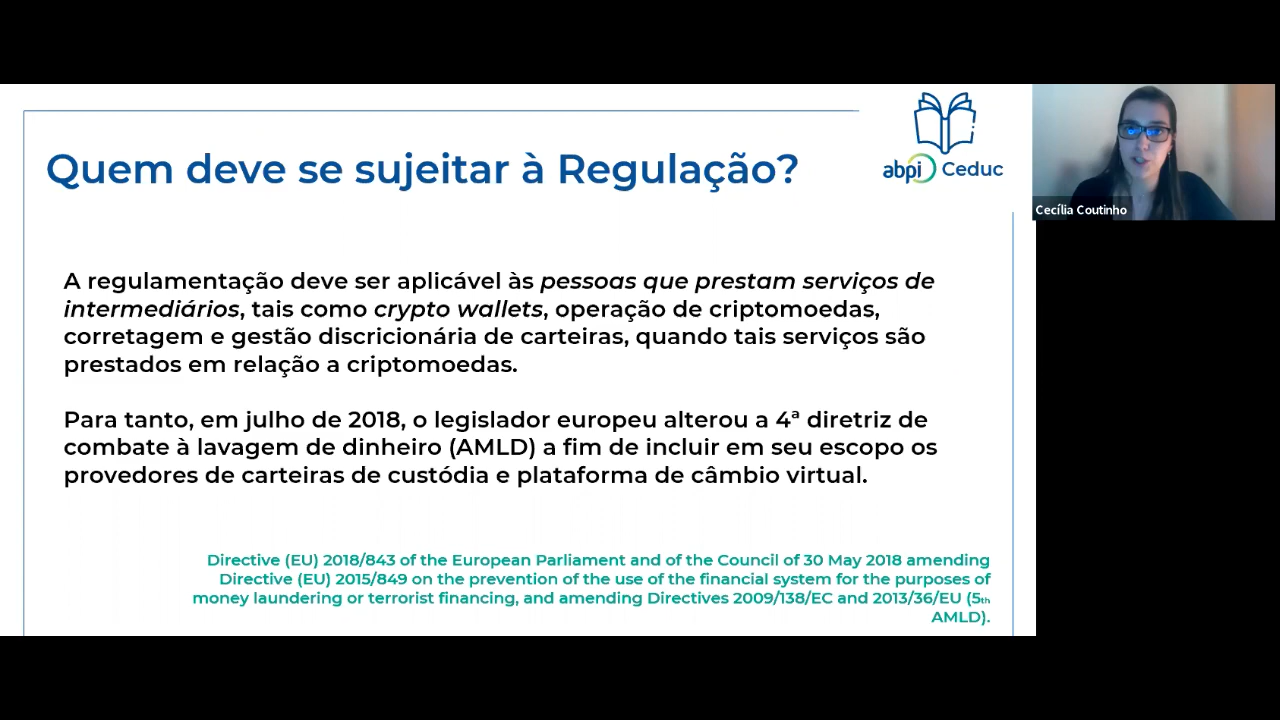 Quem deve se sujeitar à Regulação?
abpi Ceduc
Cecília Coutinho
A regulamentação deve ser aplicável às pessoas que prestam serviços de
intermediários, tais como crypto wallets, operação de criptomoedas,
corretagem e gestão discricionária de carteiras, quando tais serviços são
prestados em relação a criptomoedas.
Para tanto, em julho de 2018, o legislador europeu alterou a 4ª diretriz de
combate à lavagem de dinheiro (AMLD) a fim de incluir em seu escopo os
provedores de carteiras de custódia e plataforma de câmbio virtual.
Directive (EU) 2018/843 of the European Parliament and of the Council of 30 May 2018 amending
Directive (EU) 2015/849 on the prevention of the use of the financial system for the purposes of
money laundering or terrorist financing, and amending Directives 2009/138/EC and 2013/36/EU (5th
AMLD).